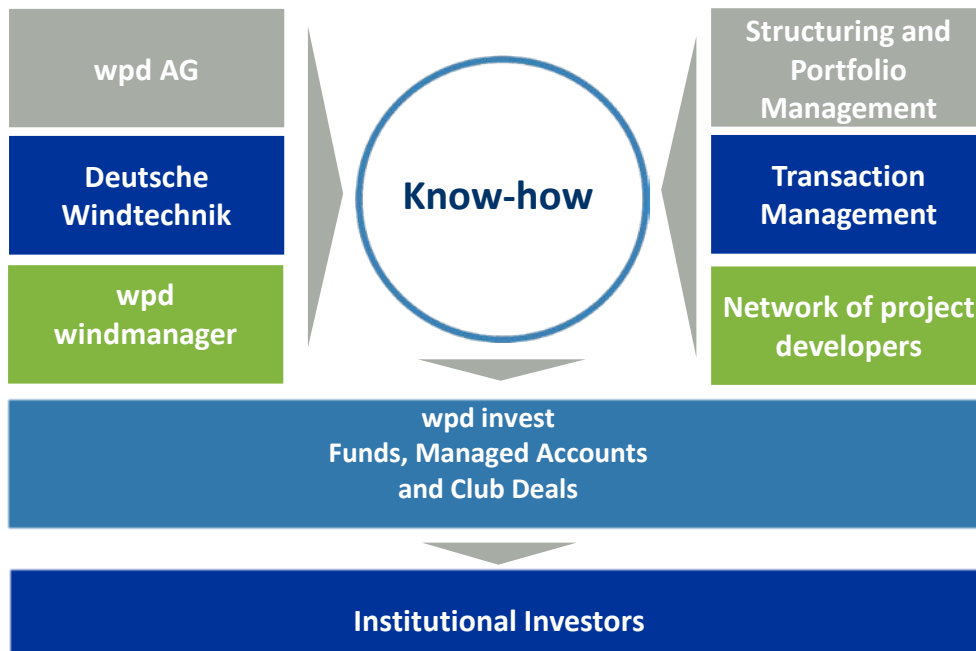 wpd AG
Deutsche
Windtechnik
wpd
windmanager
Know-how
Structuring and
Portfolio
Management
Transaction
Management
Network of project
developers
wpd invest
Funds, Managed Accounts
and Club Deals
Institutional Investors